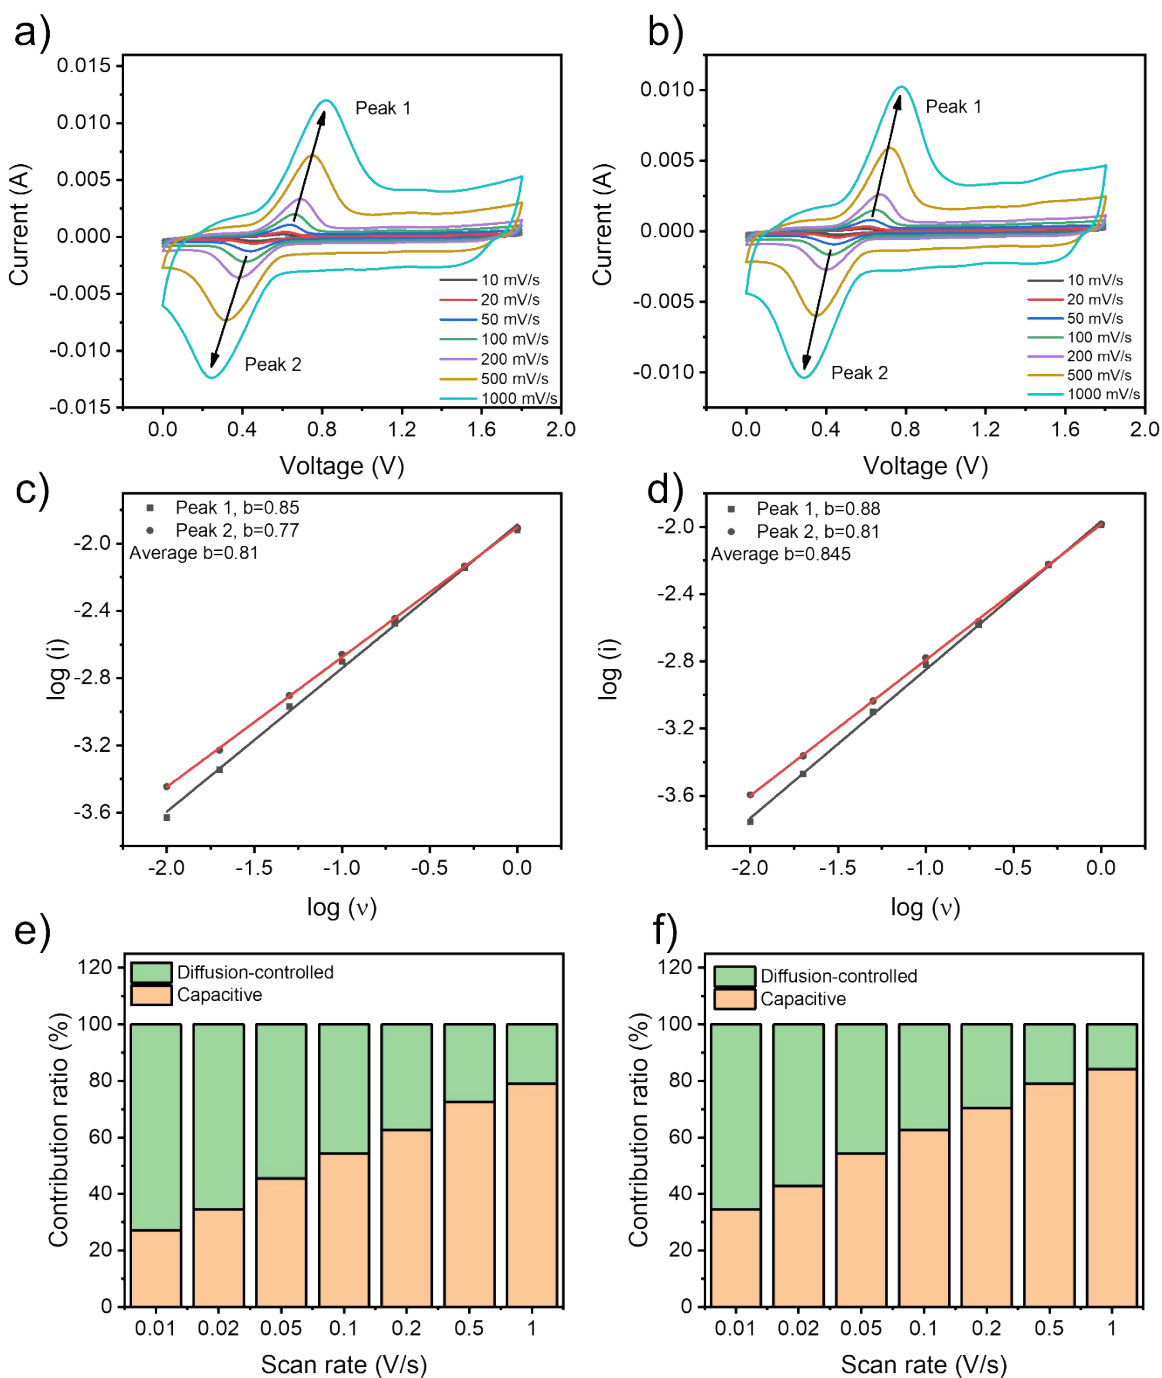 a)
0.015
0.010
0.005
0.000
-0.005
-0.010
-0.015
Current (A)
Peak 1
Peak 2
10 mV/s
20 mV/s
50 mV/s
100 mV/s
200 mV/s
500 mV/s
1000 mV/s
0.0 0.4 0.8 1.2 1.6 2.0
Voltage (V)
b)
0.010
0.005
0.000
-0.005
-0.010
Current (A)
Peak 1
Peak 2
10 mV/s
20 mV/s
50 mV/s
100 mV/s
200 mV/s
500 mV/s
1000 mV/s
0.0 0.4 0.8 1.2 1.6 2.0
Voltage (V)
c)
Peak 1, b=0.85
Peak 2, b=0.77
Average b=0.81
-2.0
-2.4
-2.8
-3.2
-3.6
log (i)
-2.0 -1.5 -1.0 -0.5 0.0
log (ν)
d)
Peak 1, b=0.88
Peak 2, b=0.81
Average b=0.845
-2.0
-2.4
-2.8
-3.2
-3.6
log (i)
-2.0 -1.5 -1.0 -0.5 0.0
log (ν)
e)
Diffusion-controlled
Capacitive
120
100
80
60
40
20
0
Contribution ratio (%)
0.01 0.02 0.05 0.1 0.2 0.5 1
Scan rate (V/s)
f)
Diffusion-controlled
Capacitive
120
100
80
60
40
20
0
Contribution ratio (%)
0.01 0.02 0.05 0.1 0.2 0.5 1
Scan rate (V/s)